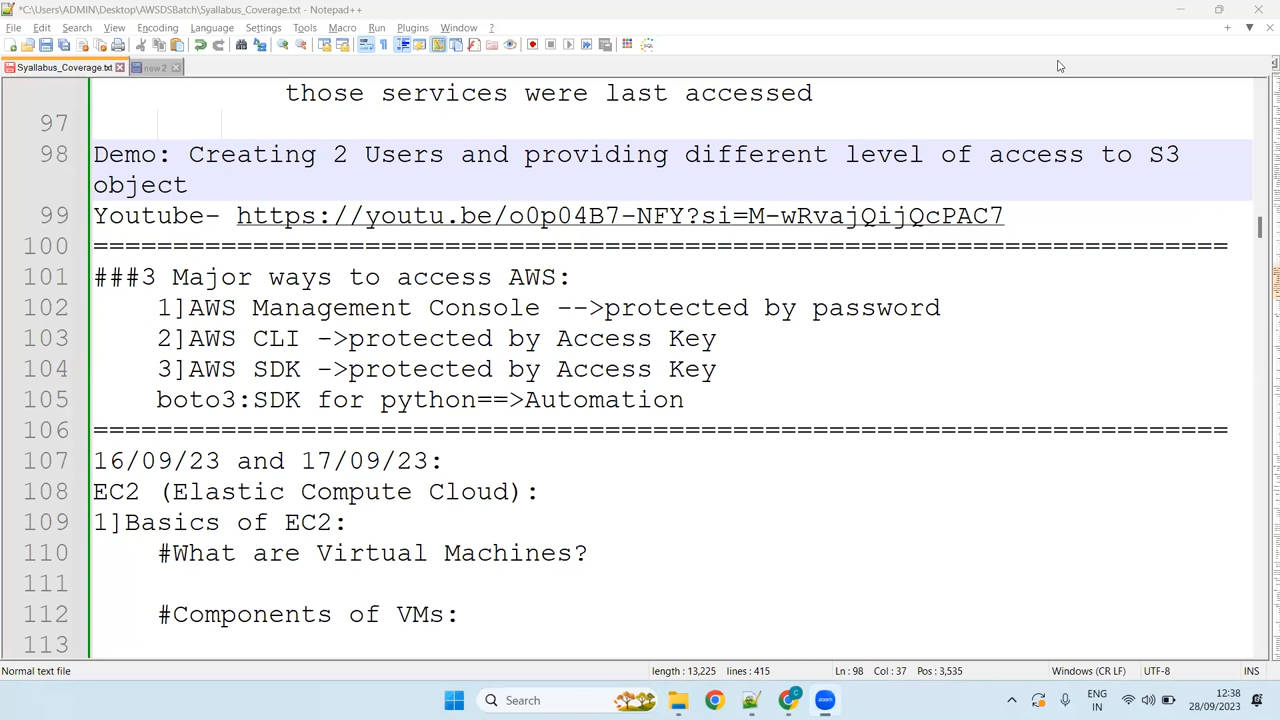 *C:\Users\ADMIN\Desktop\AWSDSBatch\Syallabus_Coverage.txt - Notepad++
File Edit Search View Encoding Language Settings Tools Macro Run Plugins Window ?
Syallabus_Coverage.txt new 2
those services were last accessed
97
98 Demo: Creating 2 Users and providing different level of access to S3
object
99 Youtube- https://youtu.be/o0p04B7-NFY?si=M-wRvajQijQcPAC7
100 =======================================================================
101 ###3 Major ways to access AWS:
102 1]AWS Management Console -->protected by password
103 2]AWS CLI ->protected by Access Key
104 3]AWS SDK ->protected by Access Key
105 boto3:SDK for python==>Automation
106 =======================================================================
107 16/09/23 and 17/09/23:
108 EC2 (Elastic Compute Cloud):
109 1]Basics of EC2:
110 #What are Virtual Machines?
111
112 #Components of VMs:
113
Normal text file length : 13,225 lines : 415 Ln : 98 Col : 37 Pos : 3,535 Windows (CR LF) UTF-8 INS
Search zoom ENG 12:38
IN 28/09/2023